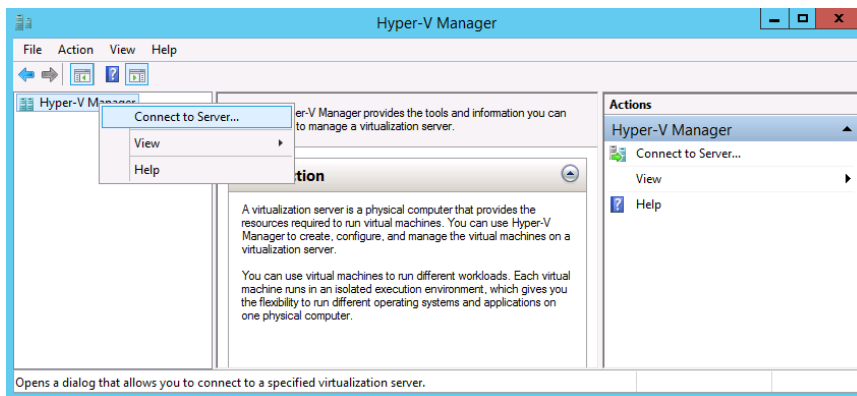 Hyper-V Manager
File Action View Help
Hyper-V Manager
Connect to Server...
View
Help
er-V Manager provides the tools and information you can
to manage a virtualization server.
tion
A virtualization server is a physical computer that provides the
resources required to run virtual machines. You can use Hyper-V
Manager to create, configure, and manage the virtual machines on a
virtualization server.
You can use virtual machines to run different workloads. Each virtual
machine runs in an isolated execution environment, which gives you
the flexibility to run different operating systems and applications on
one physical computer.
Actions
Hyper-V Manager
Connect to Server...
View
Help
Opens a dialog that allows you to connect to a specified virtualization server.